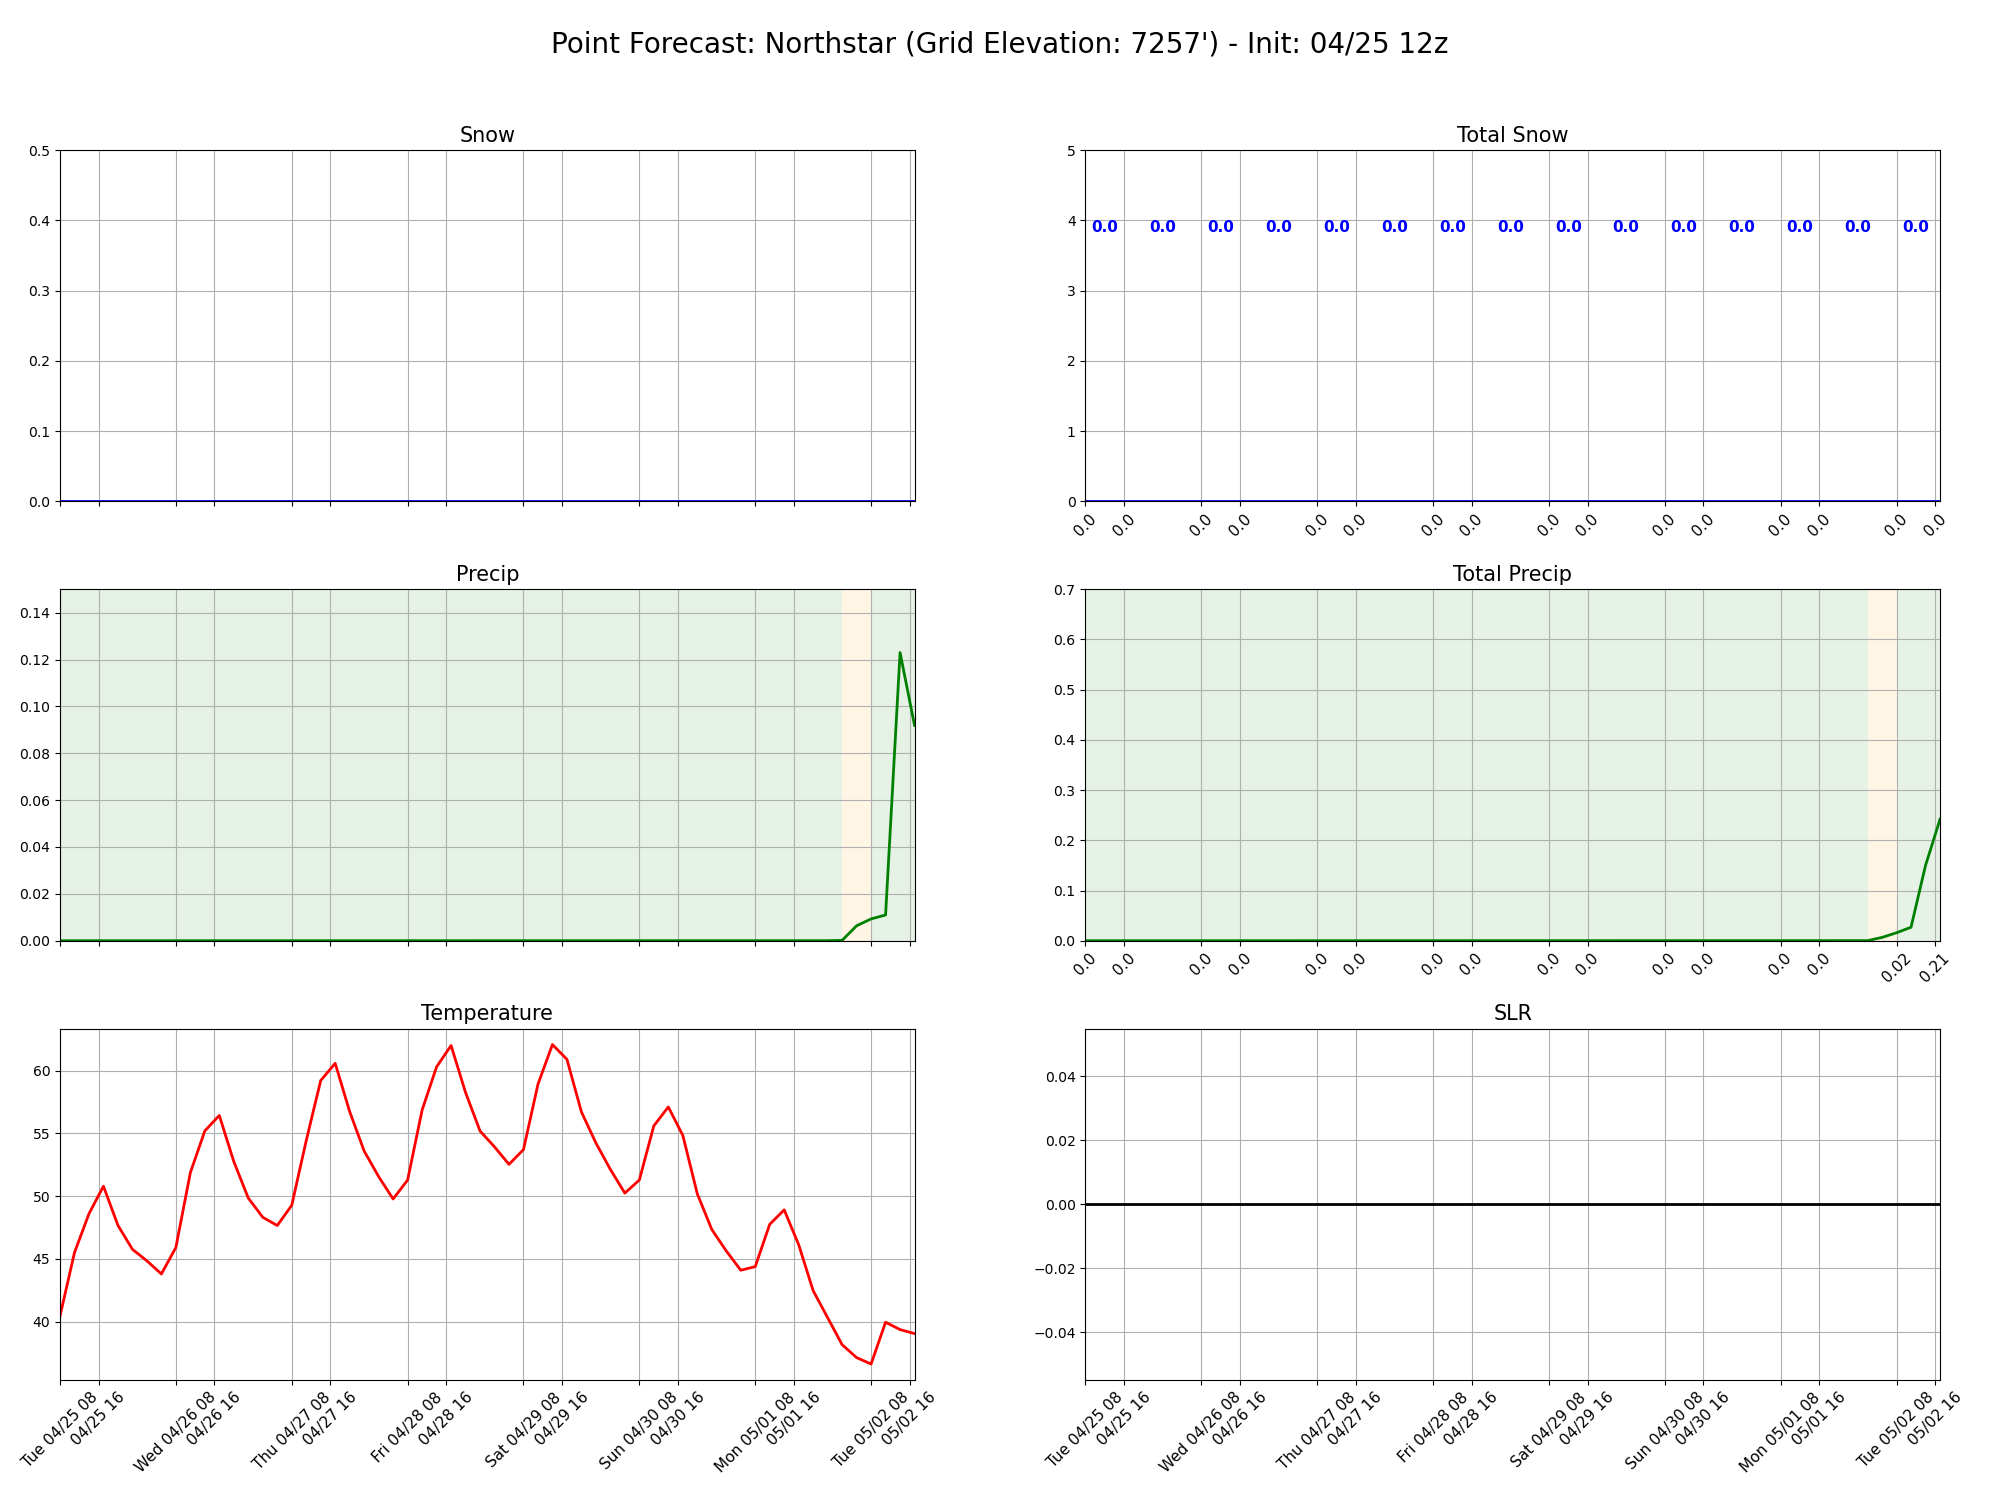 Point Forecast: Northstar (Grid Elevation: 7257') - Init: 04/25 12z
Snow
0.5
0.4
0.3
0.2
0.1
0.0
Total Snow
5
4
3
2
1
0
0.0 0.0 0.0 0.0 0.0 0.0 0.0 0.0 0.0 0.0 0.0 0.0 0.0 0.0 0.0
0.0 0.0 0.0 0.0 0.0 0.0 0.0 0.0 0.0 0.0 0.0 0.0 0.0 0.0 0.0 0.0
Precip
0.14
0.12
0.10
0.08
0.06
0.04
0.02
0.00
Total Precip
0.7
0.6
0.5
0.4
0.3
0.2
0.1
0.0
0.0 0.0 0.0 0.0 0.0 0.0 0.0 0.0 0.0 0.0 0.0 0.0 0.0 0.0 0.02 0.21
Temperature
60
55
50
45
40
Tue 04/25 08
04/25 16
Wed 04/26 08
04/26 16
Thu 04/27 08
04/27 16
Fri 04/28 08
04/28 16
Sat 04/29 08
04/29 16
Sun 04/30 08
04/30 16
Mon 05/01 08
05/01 16
Tue 05/02 08
05/02 16
SLR
0.04
0.02
0.00
−0.02
−0.04
Tue 04/25 08
04/25 16
Wed 04/26 08
04/26 16
Thu 04/27 08
04/27 16
Fri 04/28 08
04/28 16
Sat 04/29 08
04/29 16
Sun 04/30 08
04/30 16
Mon 05/01 08
05/01 16
Tue 05/02 08
05/02 16